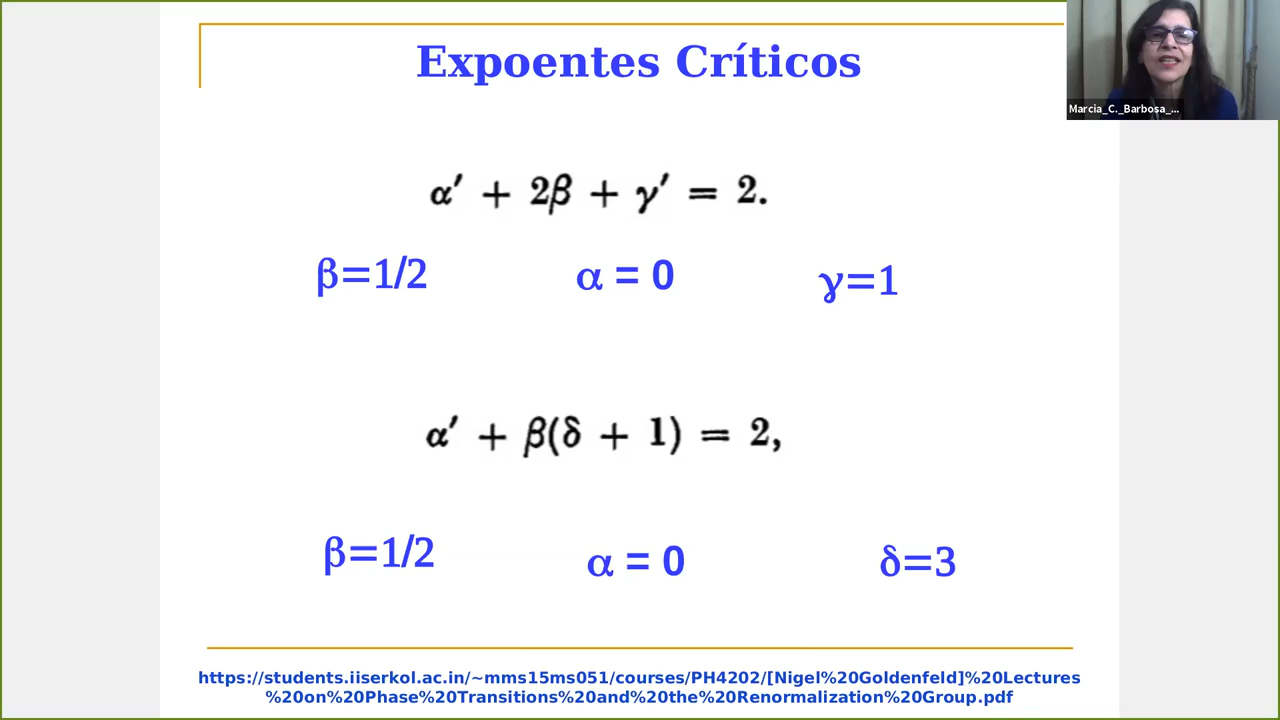 Expoentes Críticos
Marcia_C._Barbosa_...
α′ + 2β + γ′ = 2.
β=1/2 α = 0 γ=1
α′ + β(δ + 1) = 2,
β=1/2 α = 0 δ=3
https://students.iiserkol.ac.in/~mms15ms051/courses/PH4202/[Nigel%20Goldenfeld]%20Lectures
%20on%20Phase%20Transitions%20and%20the%20Renormalization%20Group.pdf